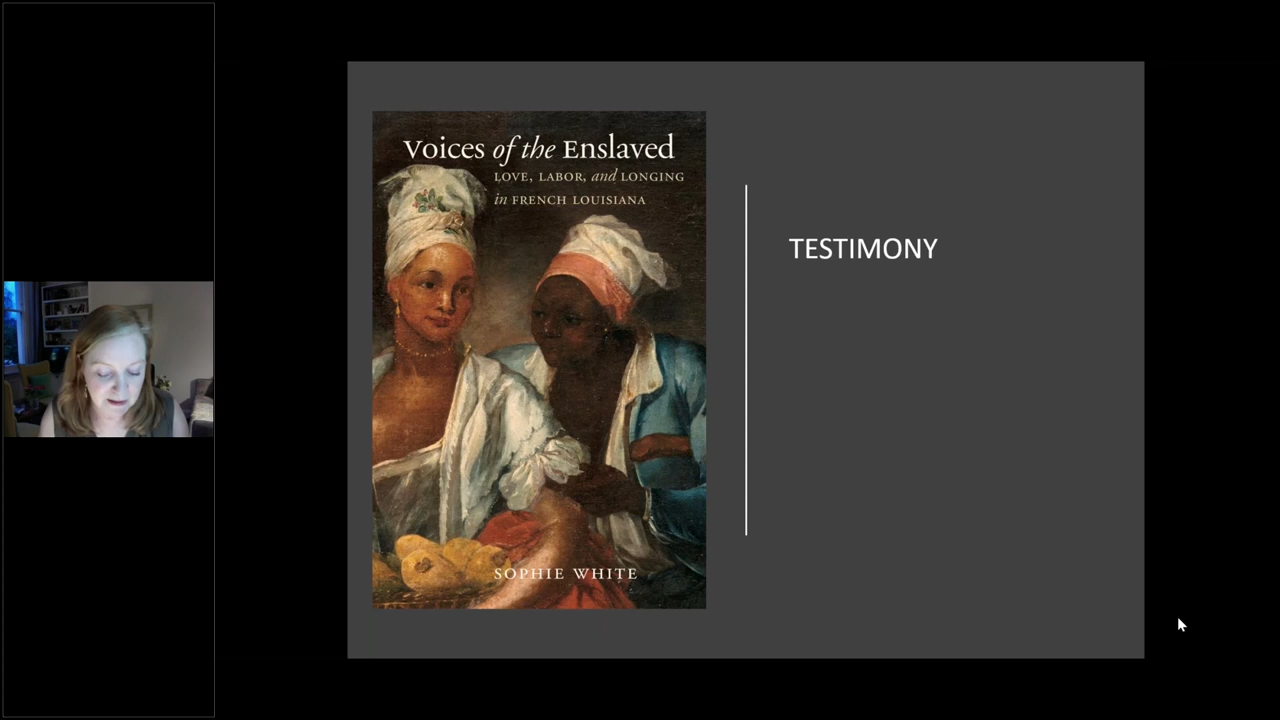 Voices of the Enslaved
LOVE, LABOR, and LONGING
in FRENCH LOUISIANA
SOPHIE WHITE
TESTIMONY